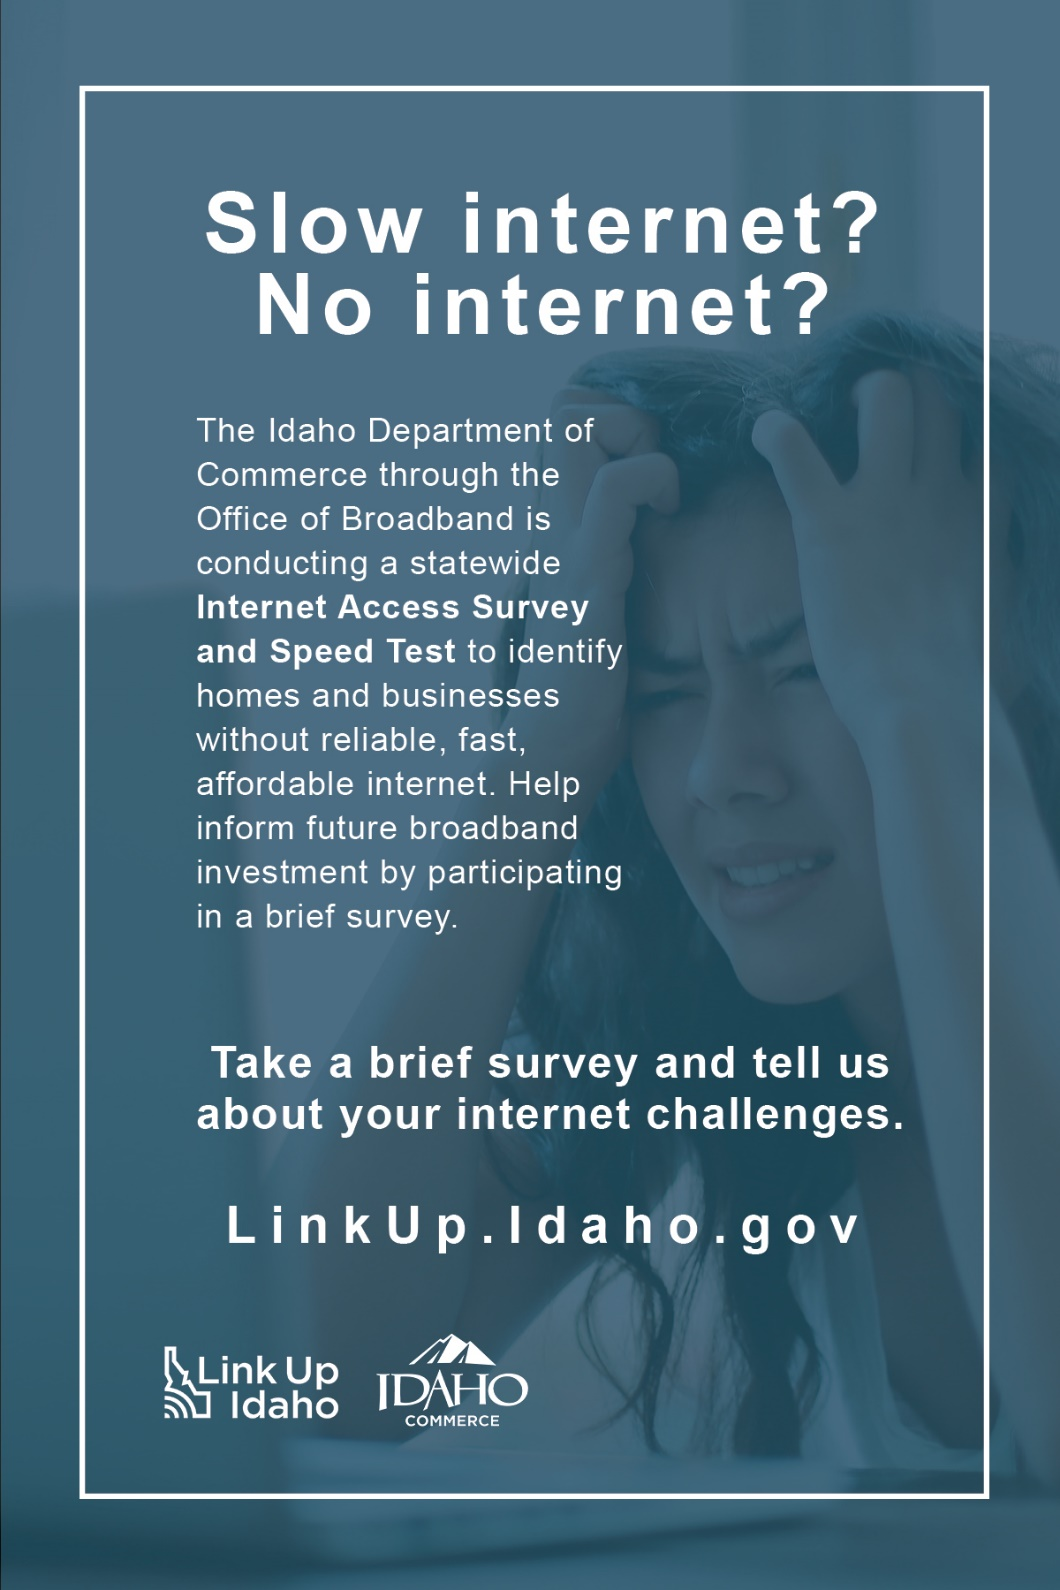 Slow internet?
No internet?
The Idaho Department of
Commerce through the
Office of Broadband is
conducting a statewide
Internet Access Survey
and Speed Test to identify
homes and businesses
without reliable, fast,
affordable internet. Help
inform future broadband
investment by participating
in a brief survey.
Take a brief survey and tell us
about your internet challenges.
LinkUp.Idaho.gov
Link Up
Idaho
IDAHO
COMMERCE